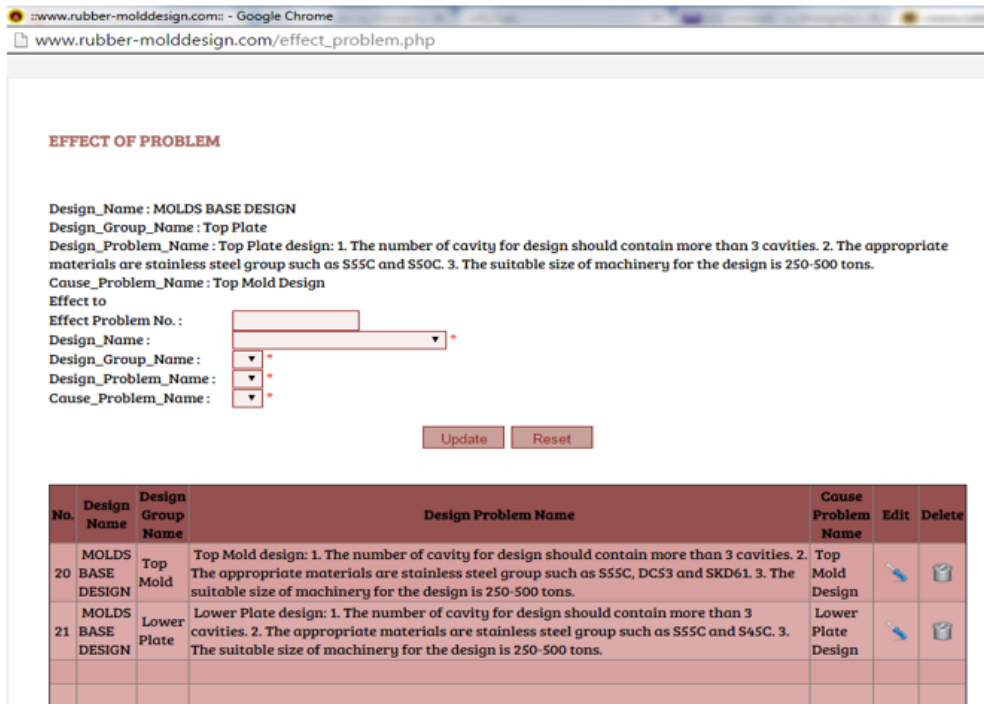 ::www.rubber-molddesign.com:: - Google Chrome
www.rubber-molddesign.com/effect_problem.php
EFFECT OF PROBLEM
Design_Name : MOLDS BASE DESIGN
Design_Group_Name : Top Plate
Design_Problem_Name : Top Plate design: 1. The number of cavity for design should contain more than 3 cavities. 2. The appropriate
materials are stainless steel group such as S55C and S50C. 3. The suitable size of machinery for the design is 250-500 tons.
Cause_Problem_Name : Top Mold Design
Effect to
Effect Problem No. :
Design_Name : *
Design_Group_Name : *
Design_Problem_Name : *
Cause_Problem_Name : *
Update Reset
No. Design Name Design Group Name Design Problem Name Cause Problem Name Edit Delete
20 MOLDS BASE DESIGN Top Mold Top Mold design: 1. The number of cavity for design should contain more than 3 cavities. 2.
The appropriate materials are stainless steel group such as S55C, DC53 and SKD61. 3. The
suitable size of machinery for the design is 250-500 tons. Top Mold Design
21 MOLDS BASE DESIGN Lower Plate Lower Plate design: 1. The number of cavity for design should contain more than 3
cavities. 2. The appropriate materials are stainless steel group such as S55C and S45C. 3.
The suitable size of machinery for the design is 250-500 tons. Lower Plate Design